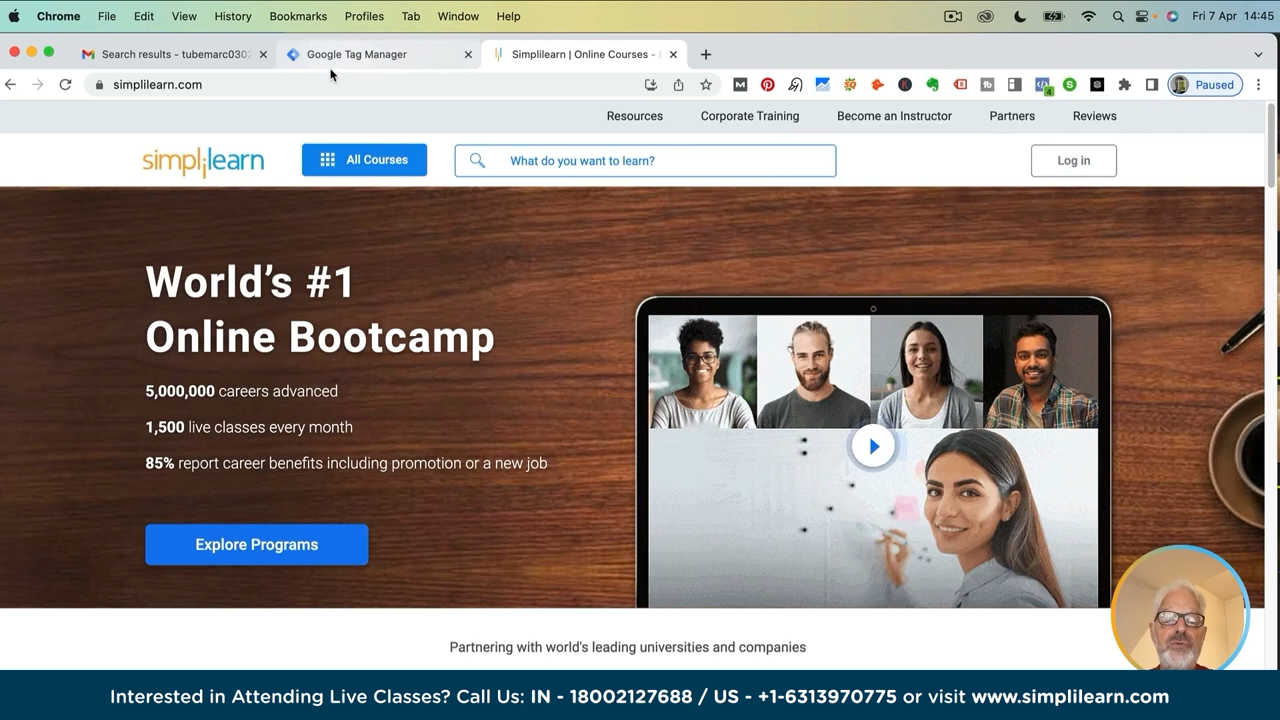 Chrome File Edit View History Bookmarks Profiles Tab Window Help Fri 7 Apr 14:45
Search results - tubemarc030 Google Tag Manager Simplilearn | Online Courses -
simplilearn.com Paused
Resources Corporate Training Become an Instructor Partners Reviews
simplilearn All Courses What do you want to learn? Log in
World's #1
Online Bootcamp
5,000,000 careers advanced
1,500 live classes every month
85% report career benefits including promotion or a new job
Explore Programs
Partnering with world's leading universities and companies
Interested in Attending Live Classes? Call Us: IN - 18002127688 / US - +1-6313970775 or visit www.simplilearn.com